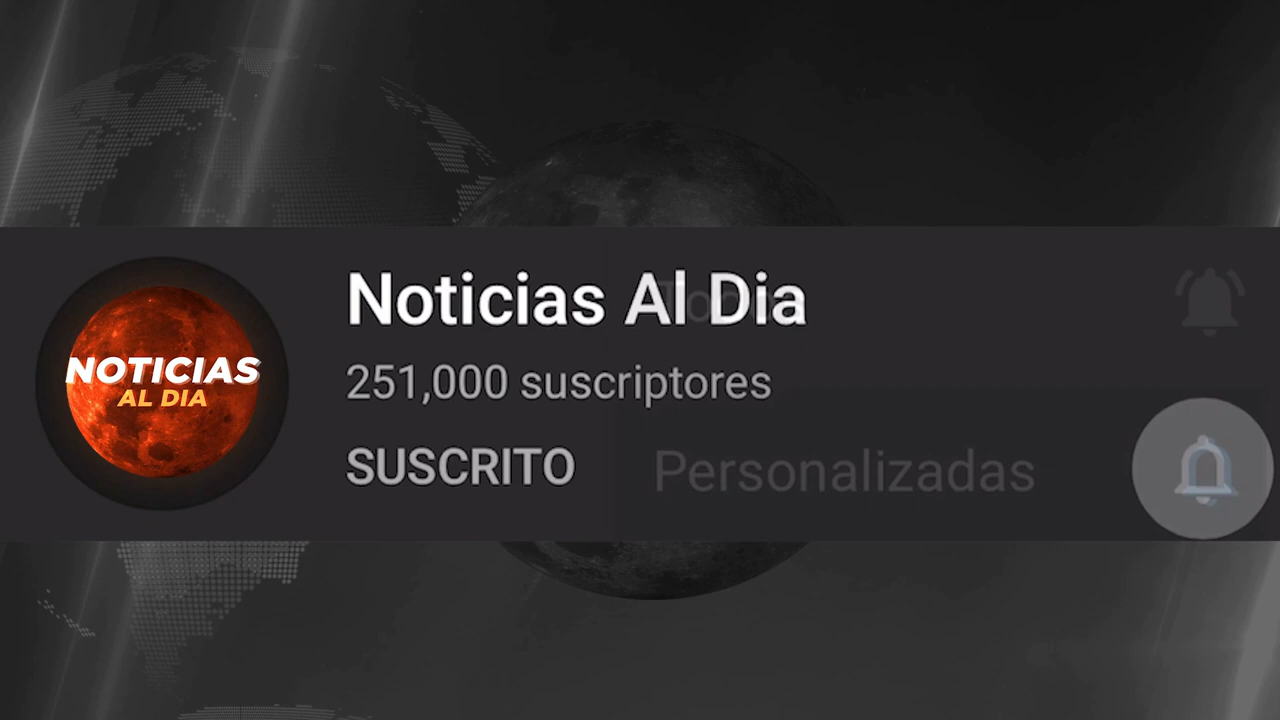 Noticias Al Dia
251,000 suscriptores
SUSCRITO
Personalizadas
NOTICIAS
AL DIA